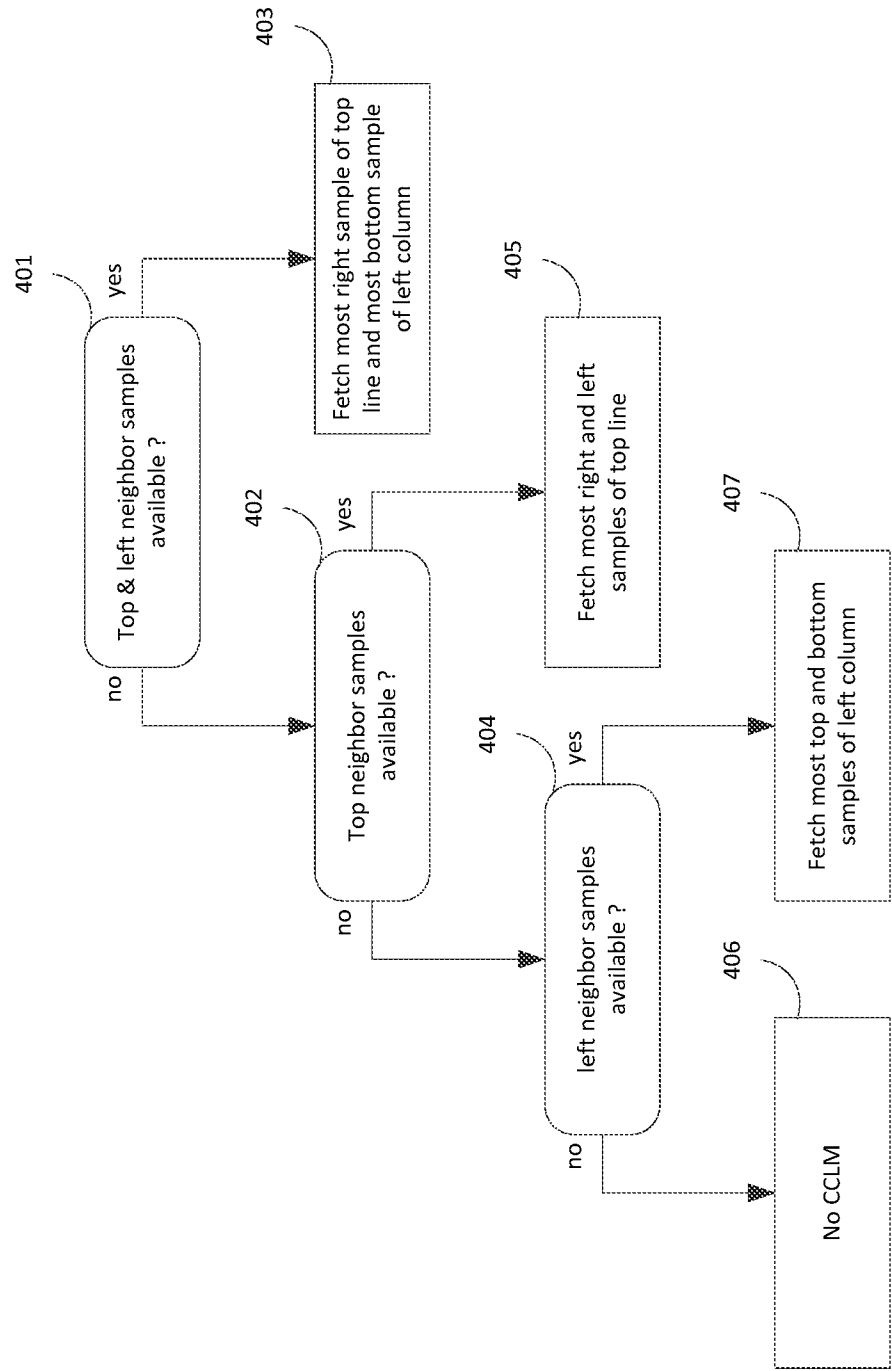 401
Top & left neighbor samples
available ?
yes
no
403
Fetch most right sample of top
line and most bottom sample
of left column
402
Top neighbor samples
available ?
yes
no
405
Fetch most right and left
samples of top line
404
left neighbor samples
available ?
yes
no
407
Fetch most top and bottom
samples of left column
406
No CCLM